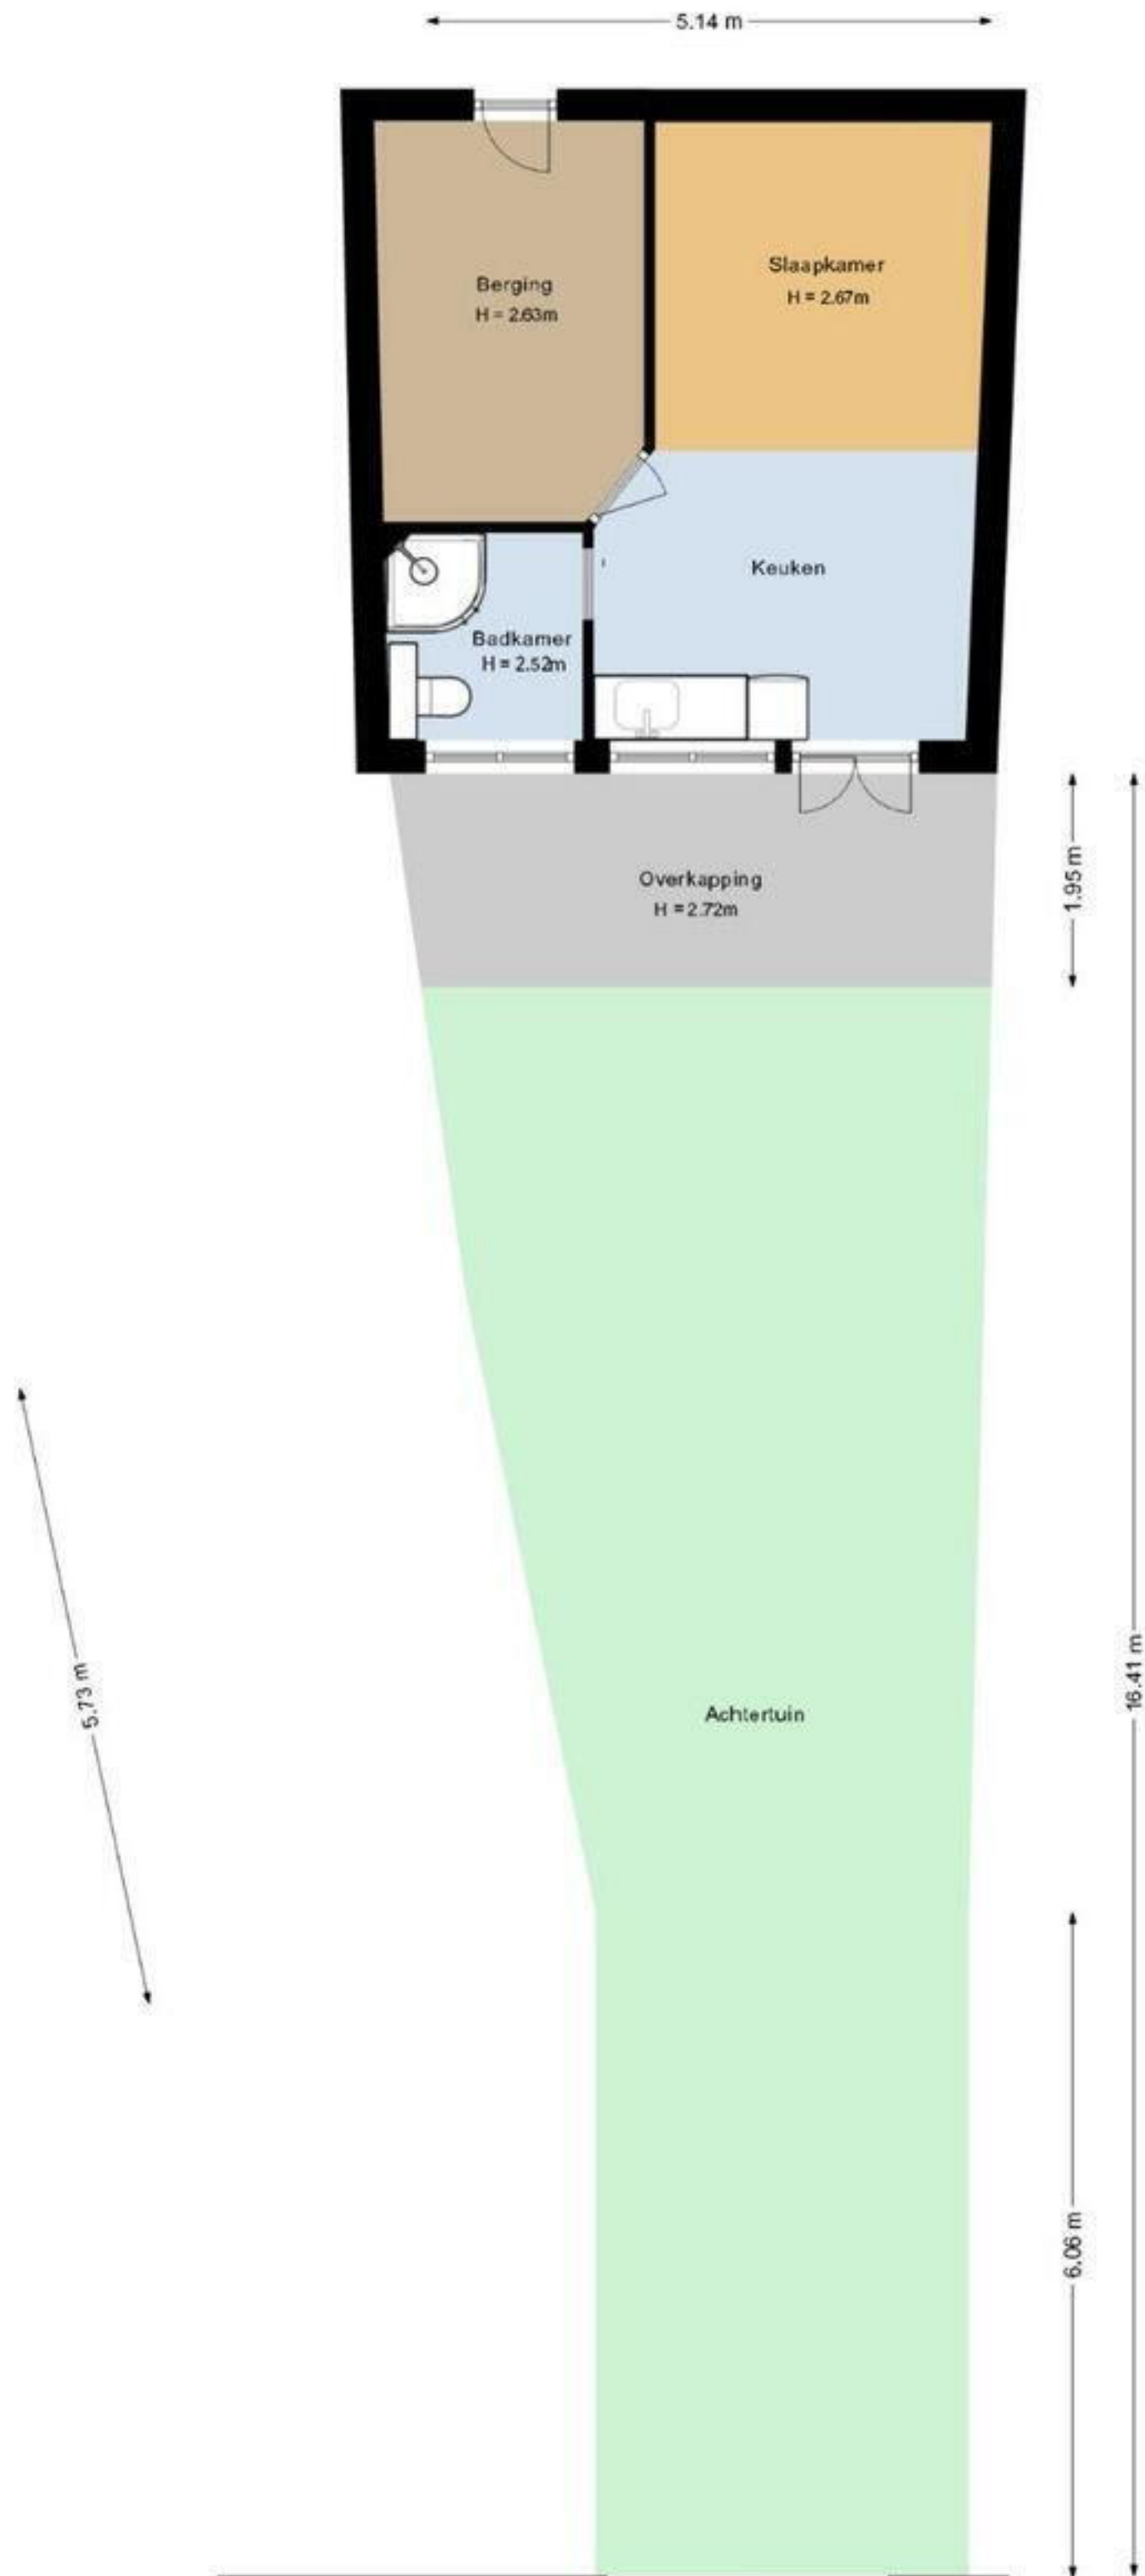 5.14 m
Berging
H = 2.63m
Slaapkamer
H = 2.67m
Keuken
Badkamer
H = 2.52m
Overkapping
H = 2.72m
1.95 m
5.73 m
16.41 m
Achtertuin
6.06 m